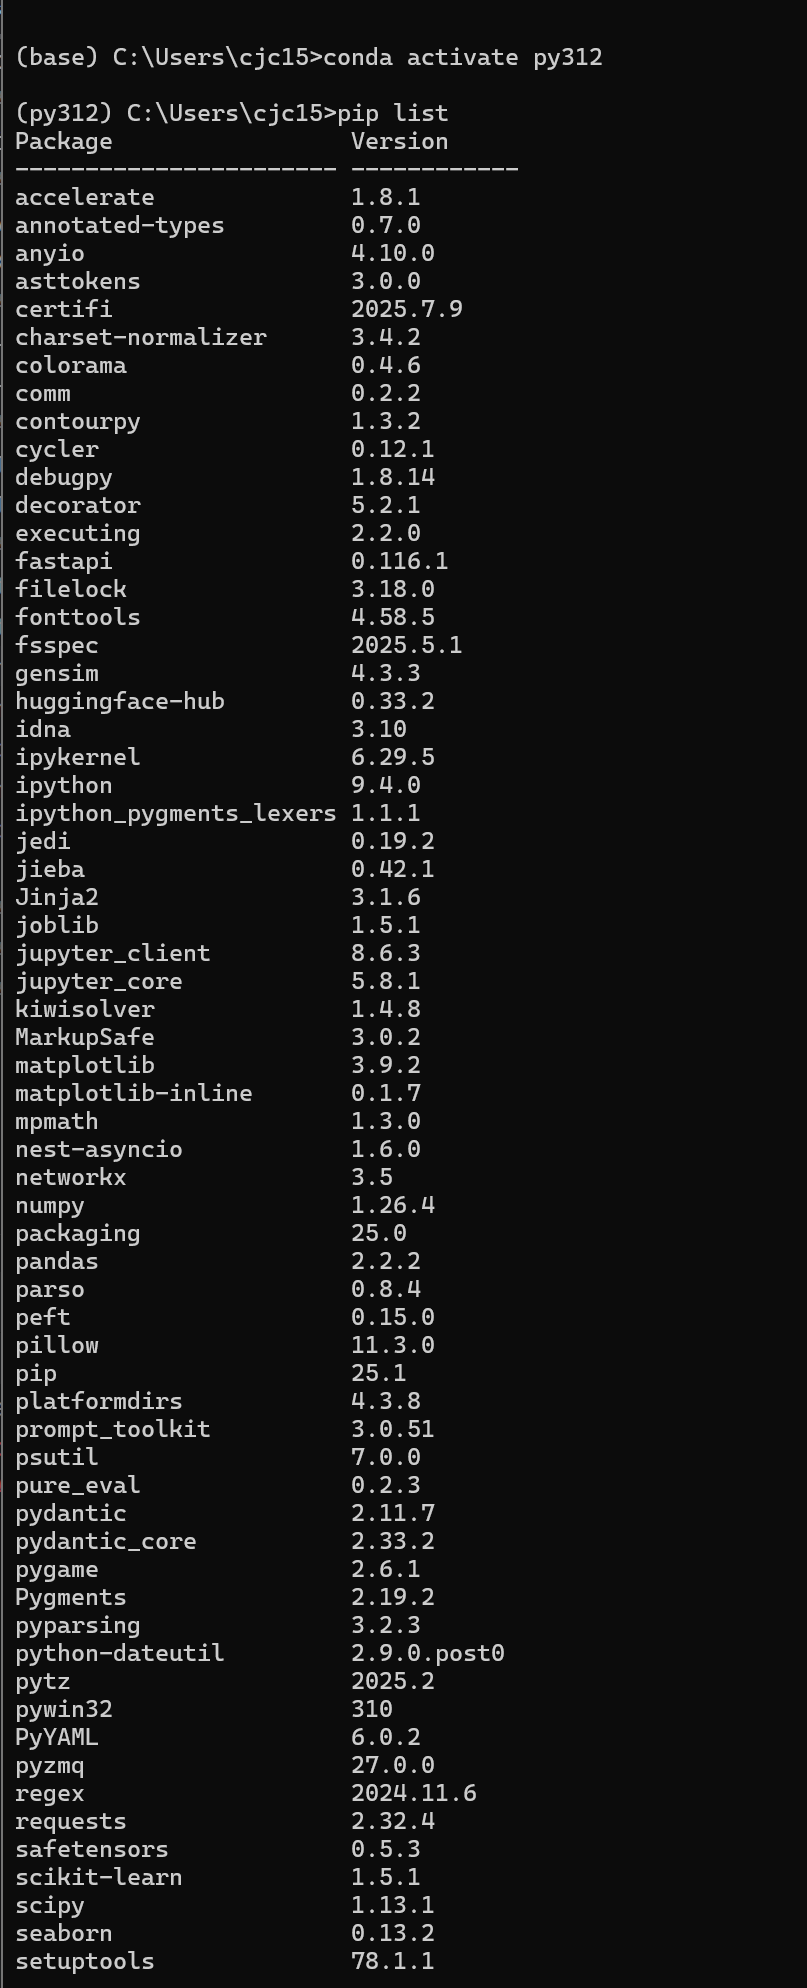 (base) C:\Users\cjc15>conda activate py312
(py312) C:\Users\cjc15>pip list
Package                 Version
----------------------- ------------
accelerate              1.8.1
annotated-types         0.7.0
anyio                   4.10.0
asttokens               3.0.0
certifi                 2025.7.9
charset-normalizer      3.4.2
colorama                0.4.6
comm                    0.2.2
contourpy               1.3.2
cycler                  0.12.1
debugpy                 1.8.14
decorator               5.2.1
executing               2.2.0
fastapi                 0.116.1
filelock                3.18.0
fonttools               4.58.5
fsspec                  2025.5.1
gensim                  4.3.3
huggingface-hub         0.33.2
idna                    3.10
ipykernel               6.29.5
ipython                 9.4.0
ipython_pygments_lexers 1.1.1
jedi                    0.19.2
jieba                   0.42.1
Jinja2                  3.1.6
joblib                  1.5.1
jupyter_client          8.6.3
jupyter_core            5.8.1
kiwisolver              1.4.8
MarkupSafe              3.0.2
matplotlib              3.9.2
matplotlib-inline       0.1.7
mpmath                  1.3.0
nest-asyncio            1.6.0
networkx                3.5
numpy                   1.26.4
packaging               25.0
pandas                  2.2.2
parso                   0.8.4
peft                    0.15.0
pillow                  11.3.0
pip                     25.1
platformdirs            4.3.8
prompt_toolkit          3.0.51
psutil                  7.0.0
pure_eval               0.2.3
pydantic                2.11.7
pydantic_core           2.33.2
pygame                  2.6.1
Pygments                2.19.2
pyparsing               3.2.3
python-dateutil         2.9.0.post0
pytz                    2025.2
pywin32                 310
PyYAML                  6.0.2
pyzmq                   27.0.0
regex                   2024.11.6
requests                2.32.4
safetensors             0.5.3
scikit-learn            1.5.1
scipy                   1.13.1
seaborn                 0.13.2
setuptools              78.1.1